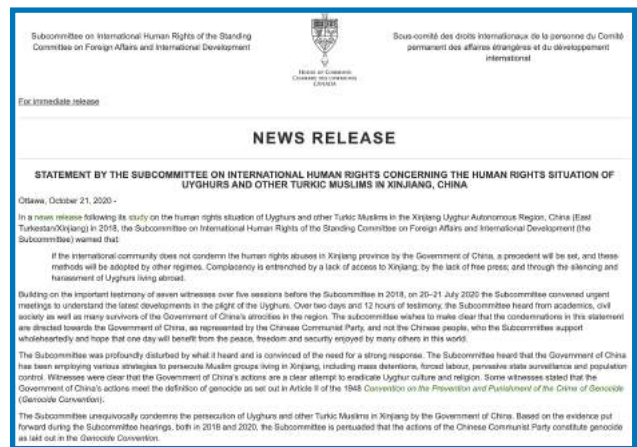 Subcommittee on International Human Rights of the Standing
Committee on Foreign Affairs and International Development
Sous-comité des droits internationaux de la personne du Comité
permanent des affaires étrangères et du développement
international
HOUSE OF COMMONS
CHAMBRE DES COMMUNES
CANADA
For immediate release
NEWS RELEASE
STATEMENT BY THE SUBCOMMITTEE ON INTERNATIONAL HUMAN RIGHTS CONCERNING THE HUMAN RIGHTS SITUATION OF
UYGHURS AND OTHER TURKIC MUSLIMS IN XINJIANG, CHINA
Ottawa, October 21, 2020 -
In a news release following its study on the human rights situation of Uyghurs and other Turkic Muslims in the Xinjiang Uyghur Autonomous Region, China (East
Turkestan/Xinjiang) in 2018, the Subcommittee on International Human Rights of the Standing Committee on Foreign Affairs and International Development (the
Subcommittee) warned that:
if the international community does not condemn the human rights abuses in Xinjiang province by the Government of China, a precedent will be set, and these
methods will be adopted by other regimes. Complacency is entrenched by a lack of access to Xinjiang; by the lack of free press; and through the silencing and
harassment of Uyghurs living abroad.
Building on the important testimony of seven witnesses over five sessions before the Subcommittee in 2018, on 20–21 July 2020 the Subcommittee convened urgent
meetings to understand the latest developments in the plight of the Uyghurs. Over two days and 12 hours of testimony, the Subcommittee heard from academics, civil
society as well as many survivors of the Government of China's atrocities in the region. The subcommittee wishes to make clear that the condemnations in this statement
are directed towards the Government of China, as represented by the Chinese Communist Party, and not the Chinese people, who the Subcommittee support
wholeheartedly and hope that one day will benefit from the peace, freedom and security enjoyed by many others in this world.
The Subcommittee was profoundly disturbed by what it heard and is convinced of the need for a strong response. The Subcommittee heard that the Government of China
has been employing various strategies to persecute Muslim groups living in Xinjiang, including mass detentions, forced labour, pervasive state surveillance and population
control. Witnesses were clear that the Government of China's actions are a clear attempt to eradicate Uyghur culture and religion. Some witnesses stated that the
Government of China's actions meet the definition of genocide as set out in Article II of the 1948 Convention on the Prevention and Punishment of the Crime of Genocide
(Genocide Convention).
The Subcommittee unequivocally condemns the persecution of Uyghurs and other Turkic Muslims in Xinjiang by the Government of China. Based on the evidence put
forward during the Subcommittee hearings, both in 2018 and 2020, the Subcommittee is persuaded that the actions of the Chinese Communist Party constitute genocide
as laid out in the Genocide Convention.